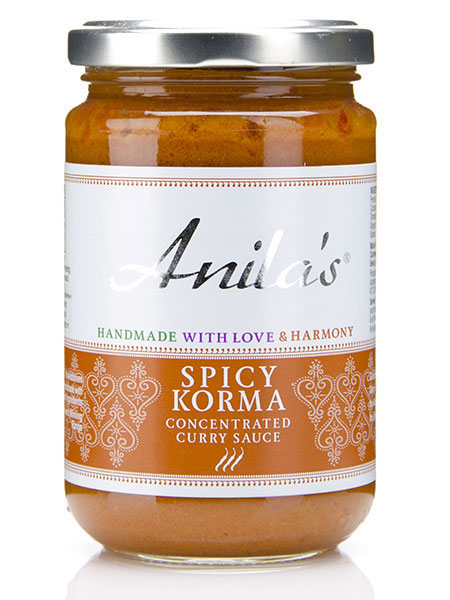 Anila's®
HANDMADE WITH LOVE & HARMONY
SPICY
KORMA
CONCENTRATED
CURRY SAUCE